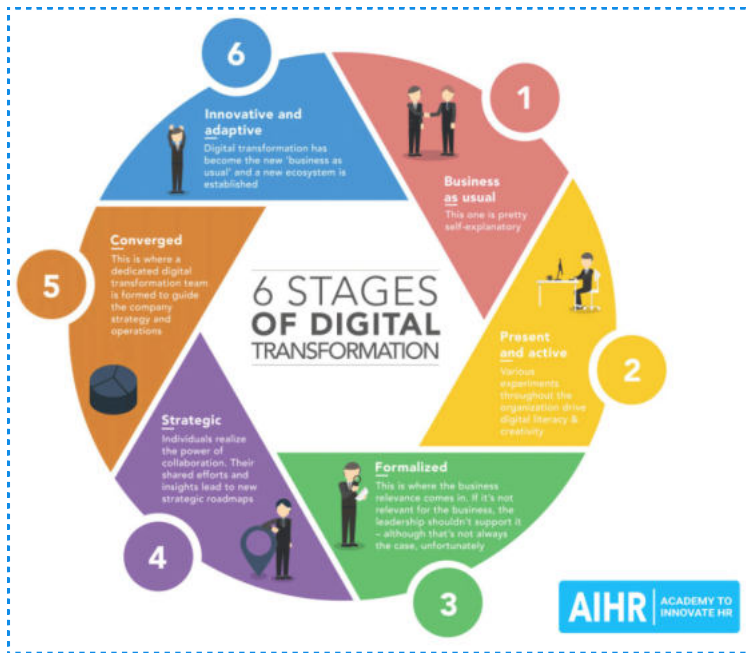 6 STAGES
OF DIGITAL
TRANSFORMATION
1
Business
as usual
This one is pretty
self-explanatory
2
Present
and active
Various
experiments
throughout the
organization drive
digital literacy &
creativity
3
Formalized
This is where the business
relevance comes in. If it's not
relevant for the business, the
leadership shouldn't support it
– although that's not always
the case, unfortunately
4
Strategic
Individuals realize
the power of
collaboration. Their
shared efforts and
insights lead to new
strategic roadmaps
5
Converged
This is where a
dedicated digital
transformation team
is formed to guide
the company
strategy and
operations
6
Innovative and
adaptive
Digital transformation has
become the new 'business as
usual' and a new ecosystem is
established
AIHR
ACADEMY TO
INNOVATE HR